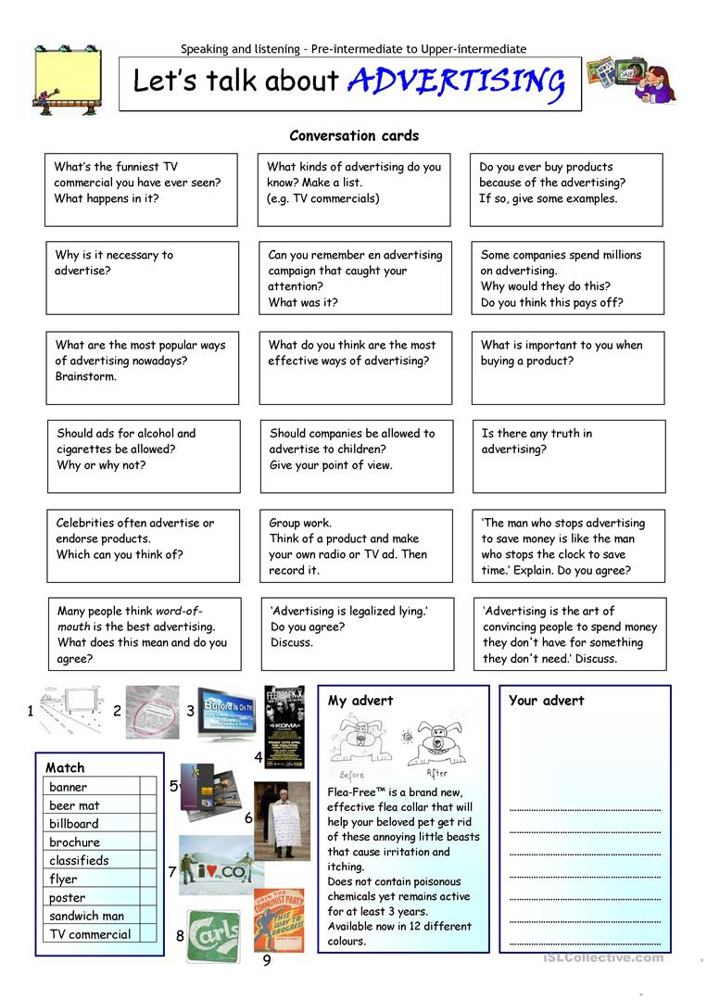 Speaking and listening - Pre-intermediate to Upper-intermediate
Let's talk about ADVERTISING
Conversation cards
What's the funniest TV
commercial you have ever seen?
What happens in it?
What kinds of advertising do you
know? Make a list.
(e.g. TV commercials)
Do you ever buy products
because of the advertising?
If so, give some examples.
Why is it necessary to
advertise?
Can you remember en advertising
campaign that caught your
attention?
What was it?
Some companies spend millions
on advertising.
Why would they do this?
Do you think this pays off?
What are the most popular ways
of advertising nowadays?
Brainstorm.
What do you think are the most
effective ways of advertising?
What is important to you when
buying a product?
Should ads for alcohol and
cigarettes be allowed?
Why or why not?
Should companies be allowed to
advertise to children?
Give your point of view.
Is there any truth in
advertising?
Celebrities often advertise or
endorse products.
Which can you think of?
Group work.
Think of a product and make
your own radio or TV ad. Then
record it.
‘The man who stops advertising
to save money is like the man
who stops the clock to save
time.’ Explain. Do you agree?
Many people think word-of-
mouth is the best advertising.
What does this mean and do you
agree?
‘Advertising is legalized lying.’
Do you agree?
Discuss.
‘Advertising is the art of
convincing people to spend money
they don't have for something
they don't need.’ Discuss.
1
2
3
Buford Is On TV!
4
FEEDBACK X
KOMA
5
6
7
i ♥ CO
8
Carls
9
JOIN THE
COMMUNIST PARTY
THIS WAY TO
PROGRESS
Match
banner
beer mat
billboard
brochure
classifieds
flyer
poster
sandwich man
TV commercial
My advert
Before
After
Flea-Free™ is a brand new,
effective flea collar that will
help your beloved pet get rid
of these annoying little beasts
that cause irritation and
itching.
Does not contain poisonous
chemicals yet remains active
for at least 3 years.
Available now in 12 different
colours.
Your advert
iSLCollective.com